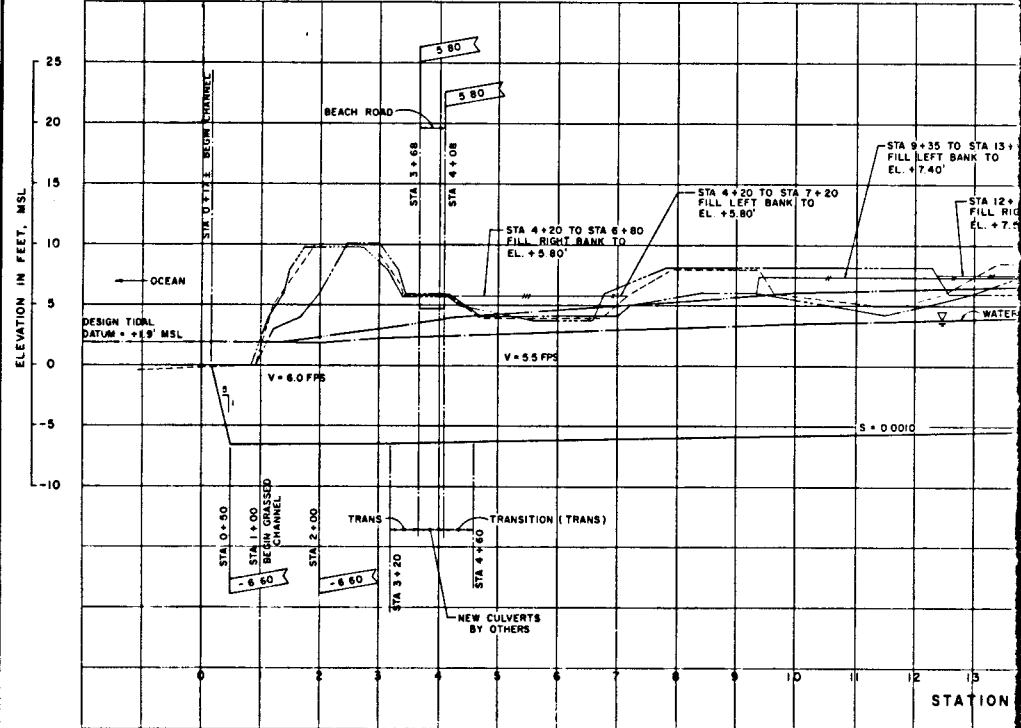 5.80
5.80
25
20
15
10
5
0
-5
-10
ELEVATION IN FEET, MSL
BEGIN CHANNEL
BEACH ROAD
STA 3+68
STA 4+08
STA 9+35 TO STA 13+
FILL LEFT BANK TO
EL. +7.40'
STA 4+20 TO STA 7+20
FILL LEFT BANK TO
EL. +5.80'
STA 12+
FILL RIG
EL. +7.5
STA 4+20 TO STA 6+80
FILL RIGHT BANK TO
EL. +5.80'
OCEAN
DESIGN TIDAL
DATUM = +1.9' MSL
WATER
V = 5.5 FPS
V = 6.0 FPS
S = 0.0010
STA 0+50
STA 1+00
BEGIN GRASSED
CHANNEL
STA 2+00
TRANS
TRANSITION (TRANS)
STA 3+20
STA 4+60
-6.60
-6.60
NEW CULVERTS
BY OTHERS
0 1 2 3 4 5 6 7 8 9 10 11 12 13
STATION